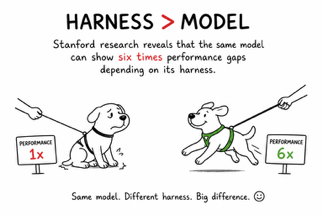 HARNESS > MODEL
Stanford research reveals that the same model
can show six times performance gaps
depending on its harness.
PERFORMANCE
1x
PERFORMANCE
6x
Same model. Different harness. Big difference. ☺